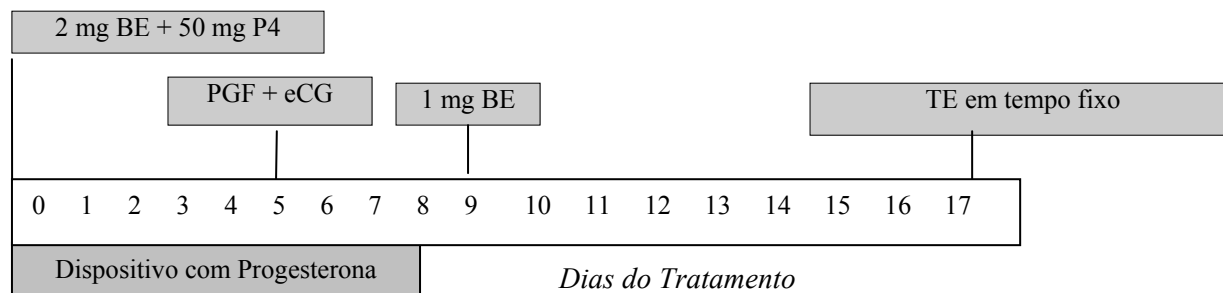 2 mg BE + 50 mg P4
PGF + eCG
1 mg BE
TE em tempo fixo
0 1 2 3 4 5 6 7 8 9 10 11 12 13 14 15 16 17
Dispositivo com Progesterona
Dias do Tratamento